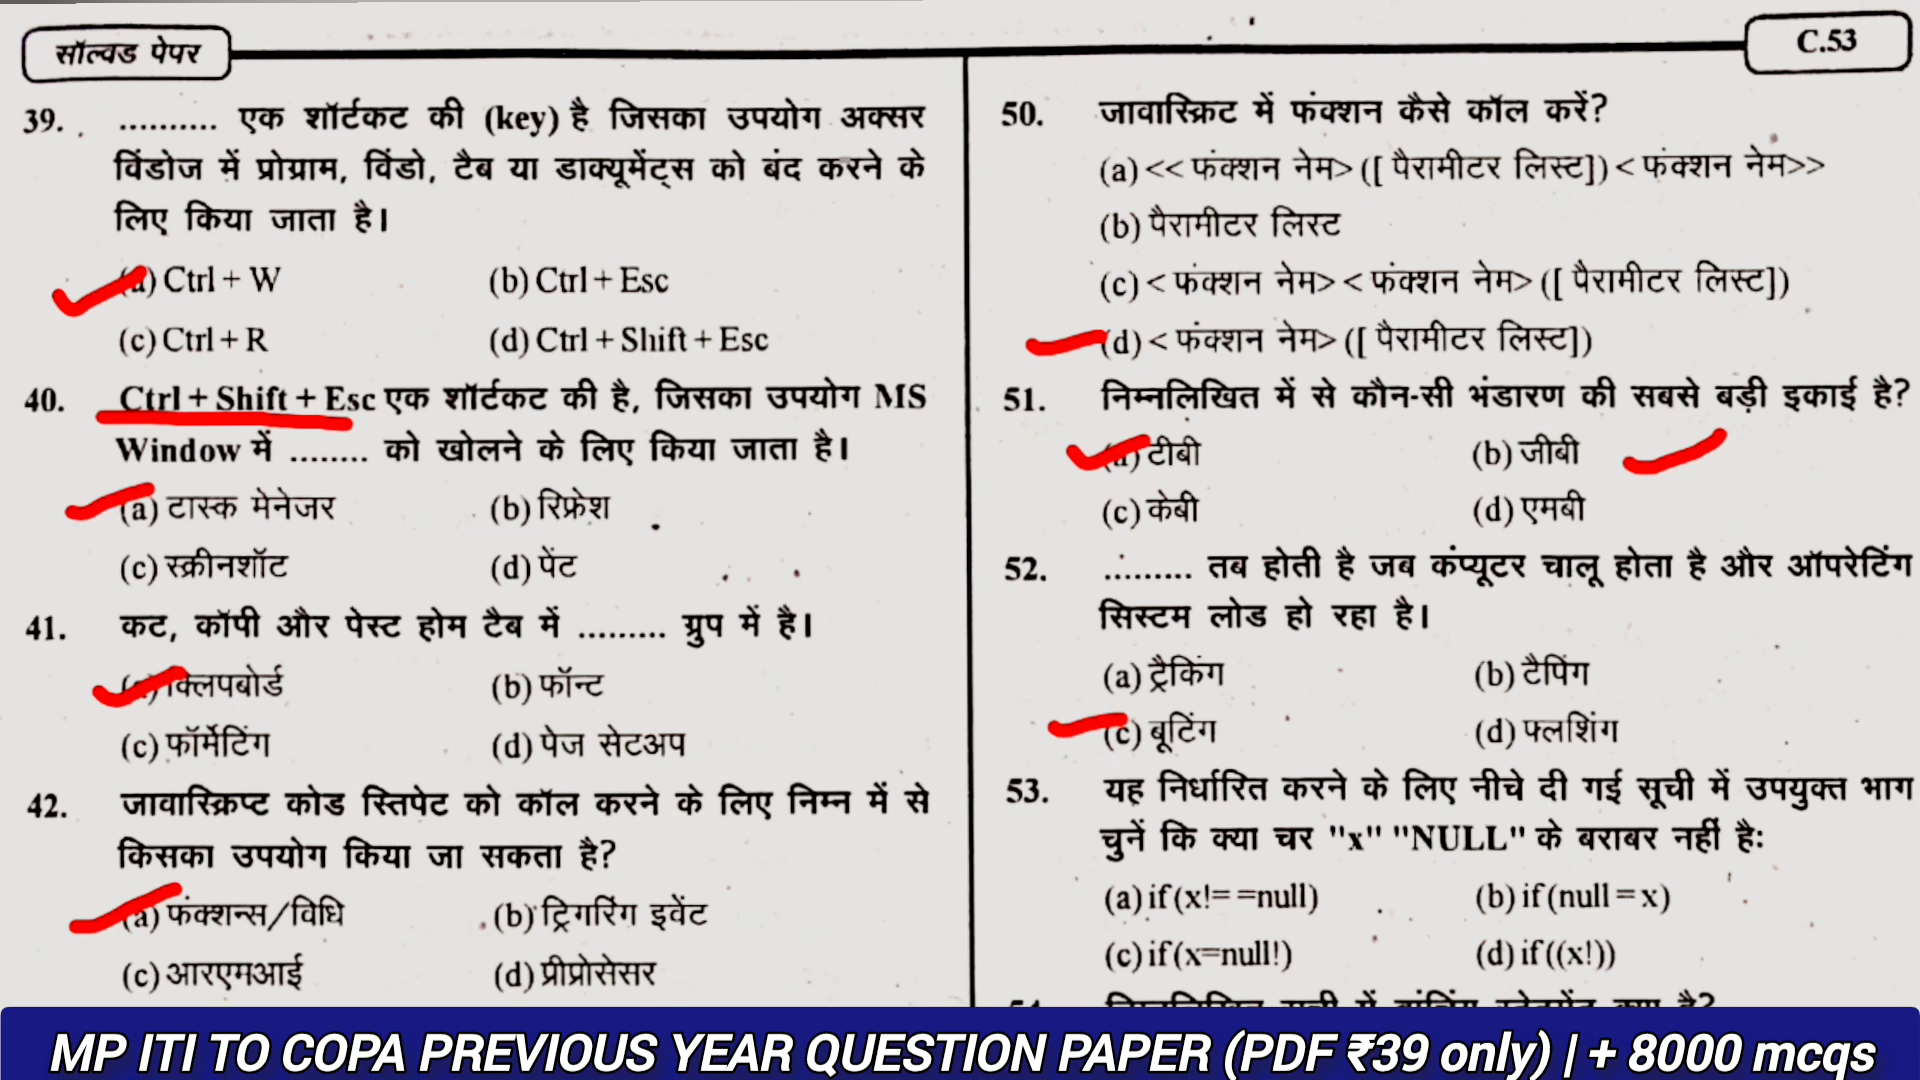 सॉल्वड पेपर
C.53
39. .......... एक शॉर्टकट की (key) है जिसका उपयोग अक्सर
विंडोज में प्रोग्राम, विंडो, टैब या डाक्यूमेंट्स को बंद करने के
लिए किया जाता है।
(a) Ctrl + W (b) Ctrl + Esc
(c) Ctrl + R (d) Ctrl + Shift + Esc
40. Ctrl + Shift + Esc एक शॉर्टकट की है, जिसका उपयोग MS
Window में ........ को खोलने के लिए किया जाता है।
(a) टास्क मेनेजर (b) रिफ्रेश
(c) स्क्रीनशॉट (d) पेंट
41. कट, कॉपी और पेस्ट होम टैब में ......... ग्रुप में है।
(a) क्लिपबोर्ड (b) फॉन्ट
(c) फॉर्मेटिंग (d) पेज सेटअप
42. जावास्क्रिप्ट कोड स्तिपेट को कॉल करने के लिए निम्न में से
किसका उपयोग किया जा सकता है?
(a) फंक्शन्स/विधि (b) ट्रिगरिंग इवेंट
(c) आरएमआई (d) प्रीप्रोसेसर
50. जावास्क्रिट में फंक्शन कैसे कॉल करें?
(a) << फंक्शन नेम> ([ पैरामीटर लिस्ट]) < फंक्शन नेम>>
(b) पैरामीटर लिस्ट
(c) < फंक्शन नेम> < फंक्शन नेम> ([ पैरामीटर लिस्ट])
(d) < फंक्शन नेम> ([ पैरामीटर लिस्ट])
51. निम्नलिखित में से कौन-सी भंडारण की सबसे बड़ी इकाई है?
(a) टीबी (b) जीबी
(c) केबी (d) एमबी
52. ......... तब होती है जब कंप्यूटर चालू होता है और ऑपरेटिंग
सिस्टम लोड हो रहा है।
(a) ट्रैकिंग (b) टैपिंग
(c) बूटिंग (d) फ्लशिंग
53. यह निर्धारित करने के लिए नीचे दी गई सूची में उपयुक्त भाग
चुनें कि क्या चर "x" "NULL" के बराबर नहीं है:
(a) if (x!= =null) (b) if (null = x)
(c) if (x=null!) (d) if ((x!))
MP ITI TO COPA PREVIOUS YEAR QUESTION PAPER (PDF ₹39 only) | + 8000 mcqs